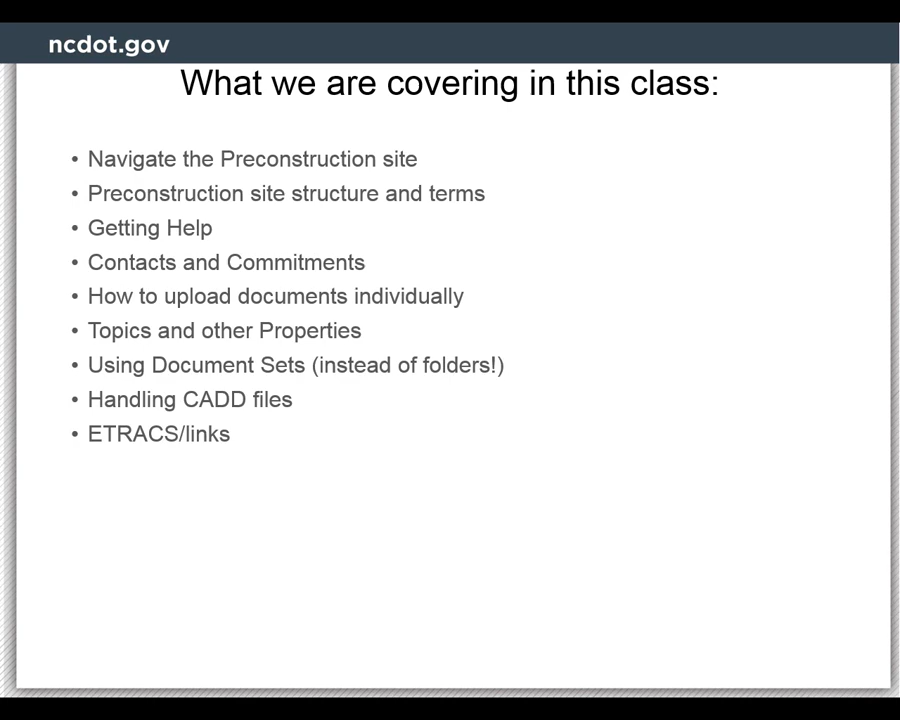 ncdot.gov
What we are covering in this class:
• Navigate the Preconstruction site
• Preconstruction site structure and terms
• Getting Help
• Contacts and Commitments
• How to upload documents individually
• Topics and other Properties
• Using Document Sets (instead of folders!)
• Handling CADD files
• ETRACS/links